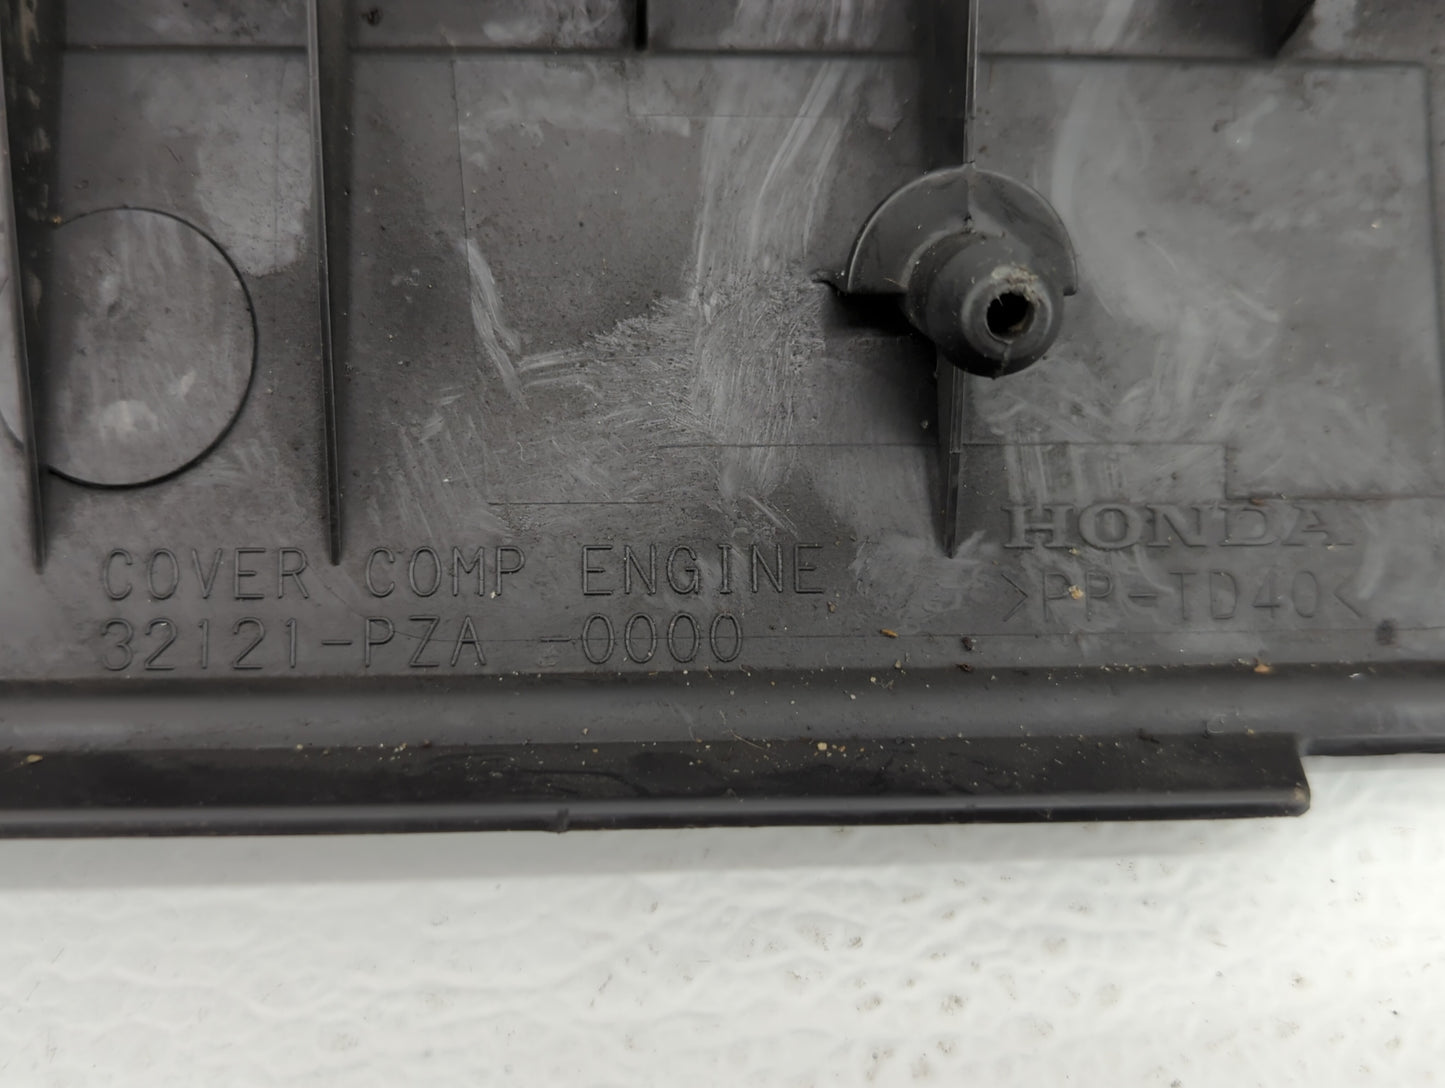 COVER COMP ENGINE
32121-PZA -0000
HONDA
>PP-TD40<